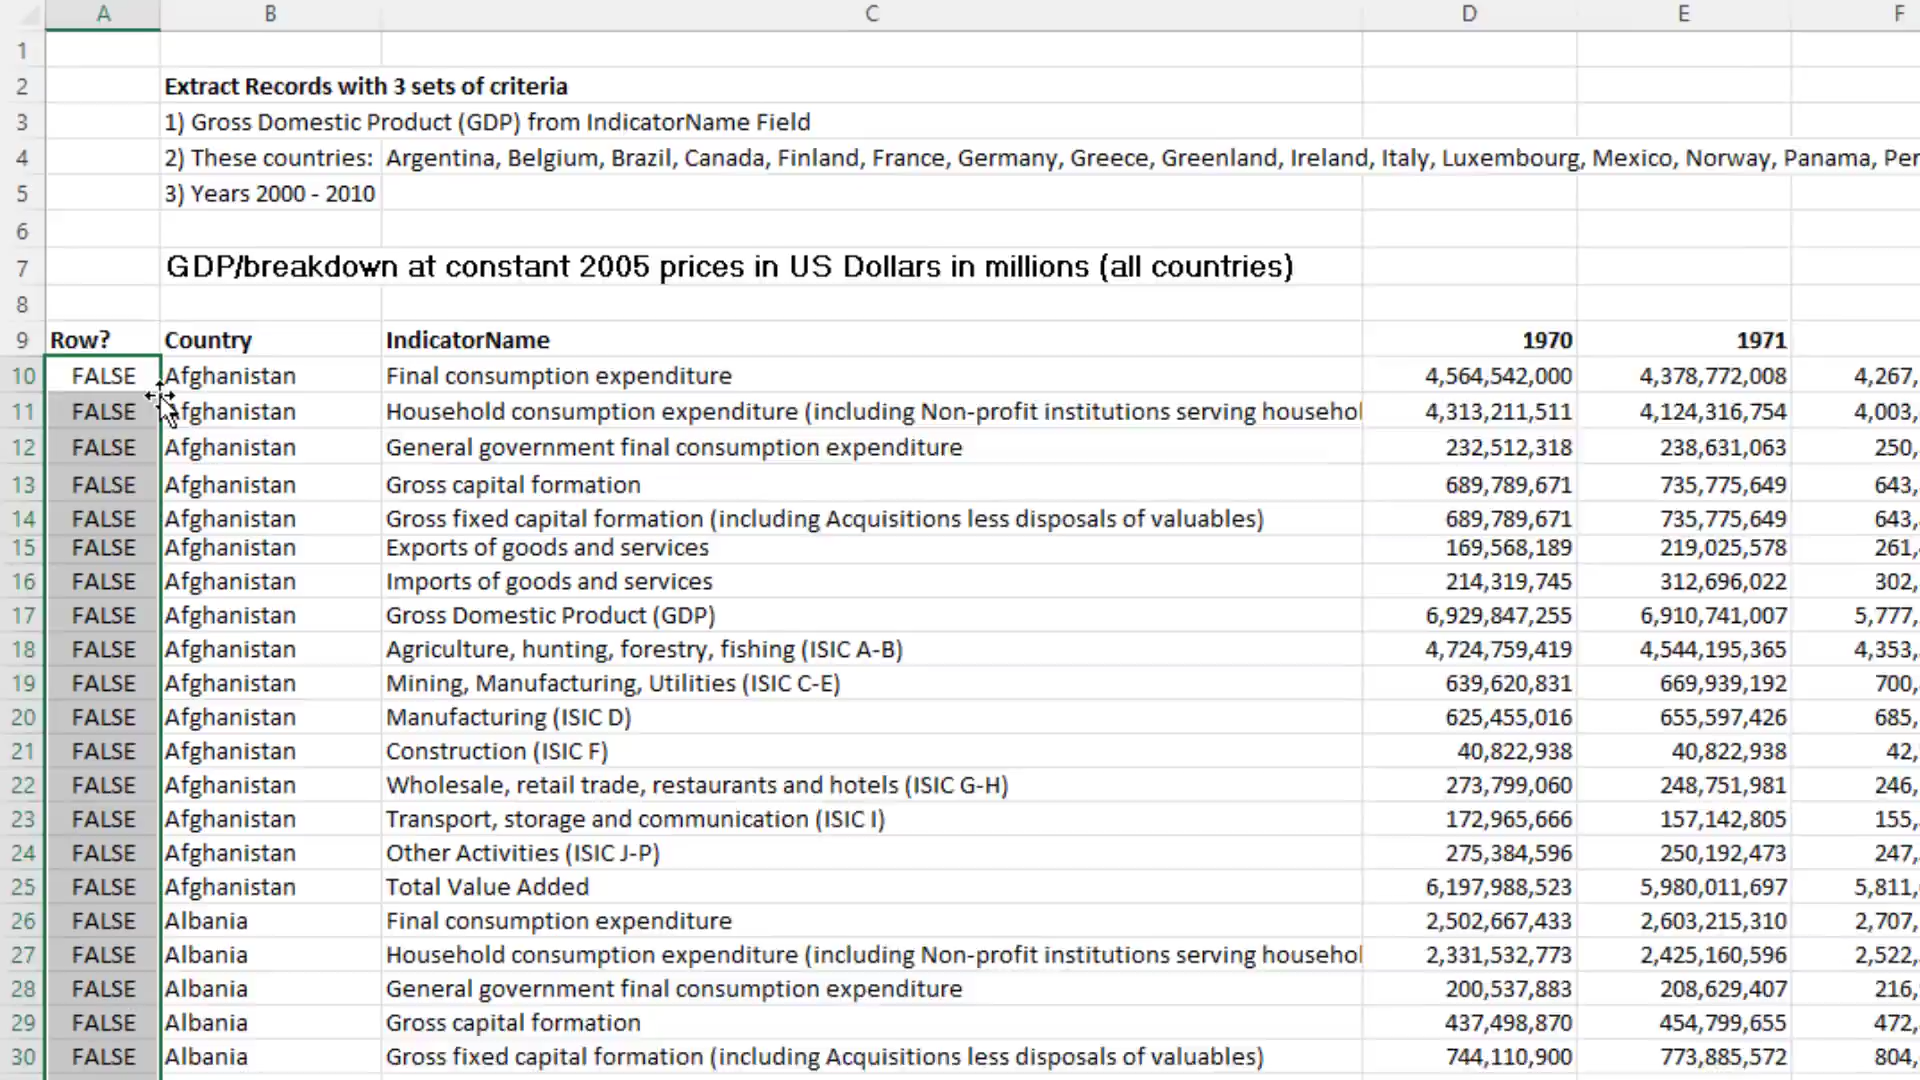 A B C D E F
1
2 Extract Records with 3 sets of criteria
3 1) Gross Domestic Product (GDP) from IndicatorName Field
4 2) These countries: Argentina, Belgium, Brazil, Canada, Finland, France, Germany, Greece, Greenland, Ireland, Italy, Luxembourg, Mexico, Norway, Panama, Per
5 3) Years 2000 - 2010
6
7 GDP/breakdown at constant 2005 prices in US Dollars in millions (all countries)
8
9 Row? Country IndicatorName 1970 1971
10 FALSE Afghanistan Final consumption expenditure 4,564,542,000 4,378,772,008 4,267,
11 FALSE Afghanistan Household consumption expenditure (including Non-profit institutions serving househol 4,313,211,511 4,124,316,754 4,003,
12 FALSE Afghanistan General government final consumption expenditure 232,512,318 238,631,063 250,
13 FALSE Afghanistan Gross capital formation 689,789,671 735,775,649 643,
14 FALSE Afghanistan Gross fixed capital formation (including Acquisitions less disposals of valuables) 689,789,671 735,775,649 643,
15 FALSE Afghanistan Exports of goods and services 169,568,189 219,025,578 261,
16 FALSE Afghanistan Imports of goods and services 214,319,745 312,696,022 302,
17 FALSE Afghanistan Gross Domestic Product (GDP) 6,929,847,255 6,910,741,007 5,777,
18 FALSE Afghanistan Agriculture, hunting, forestry, fishing (ISIC A-B) 4,724,759,419 4,544,195,365 4,353,
19 FALSE Afghanistan Mining, Manufacturing, Utilities (ISIC C-E) 639,620,831 669,939,192 700,
20 FALSE Afghanistan Manufacturing (ISIC D) 625,455,016 655,597,426 685,
21 FALSE Afghanistan Construction (ISIC F) 40,822,938 40,822,938 42,
22 FALSE Afghanistan Wholesale, retail trade, restaurants and hotels (ISIC G-H) 273,799,060 248,751,981 246,
23 FALSE Afghanistan Transport, storage and communication (ISIC I) 172,965,666 157,142,805 155,
24 FALSE Afghanistan Other Activities (ISIC J-P) 275,384,596 250,192,473 247,
25 FALSE Afghanistan Total Value Added 6,197,988,523 5,980,011,697 5,811,
26 FALSE Albania Final consumption expenditure 2,502,667,433 2,603,215,310 2,707,
27 FALSE Albania Household consumption expenditure (including Non-profit institutions serving househol 2,331,532,773 2,425,160,596 2,522,
28 FALSE Albania General government final consumption expenditure 200,537,883 208,629,407 216,
29 FALSE Albania Gross capital formation 437,498,870 454,799,655 472,
30 FALSE Albania Gross fixed capital formation (including Acquisitions less disposals of valuables) 744,110,900 773,885,572 804,